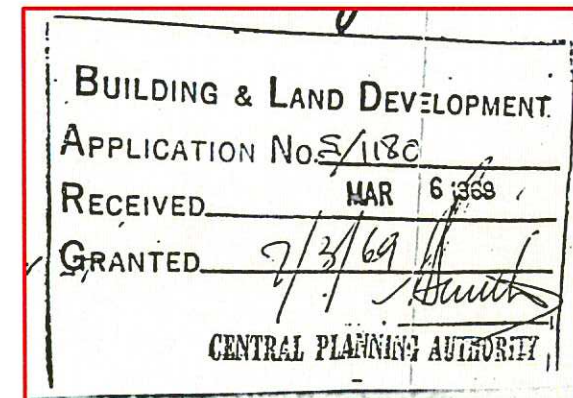 BUILDING & LAND DEVELOPMENT.
APPLICATION No. S/1180
RECEIVED MAR 6 1969
GRANTED 7/3/69
CENTRAL PLANNING AUTHORITY